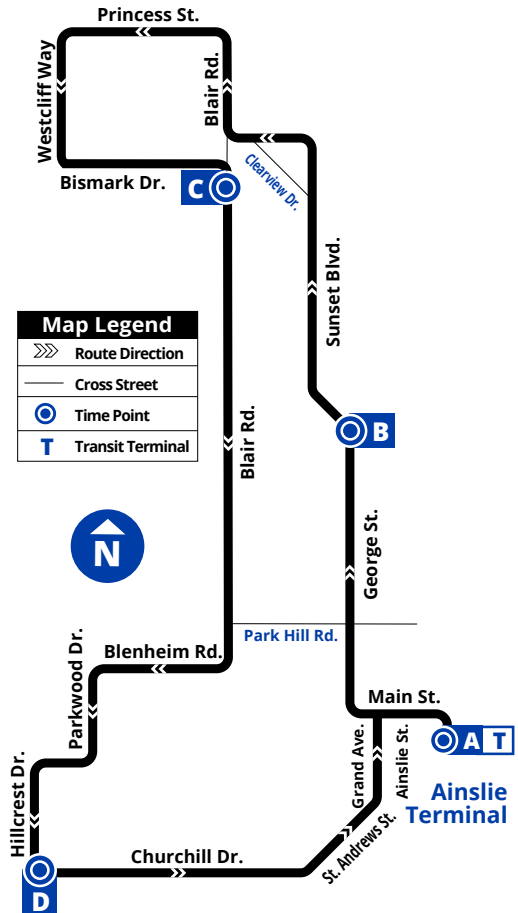 Princess St.
Westcliff Way
Blair Rd.
Clearview Dr.
Bismark Dr.
C
Sunset Blvd.
Map Legend
Route Direction
Cross Street
Time Point
T Transit Terminal
B
Blair Rd.
N
George St.
Park Hill Rd.
Blenheim Rd.
Parkwood Dr.
Main St.
A T
Ainslie
Terminal
Grand Ave.
Ainslie St.
Hillcrest Dr.
St. Andrews St.
Churchill Dr.
D